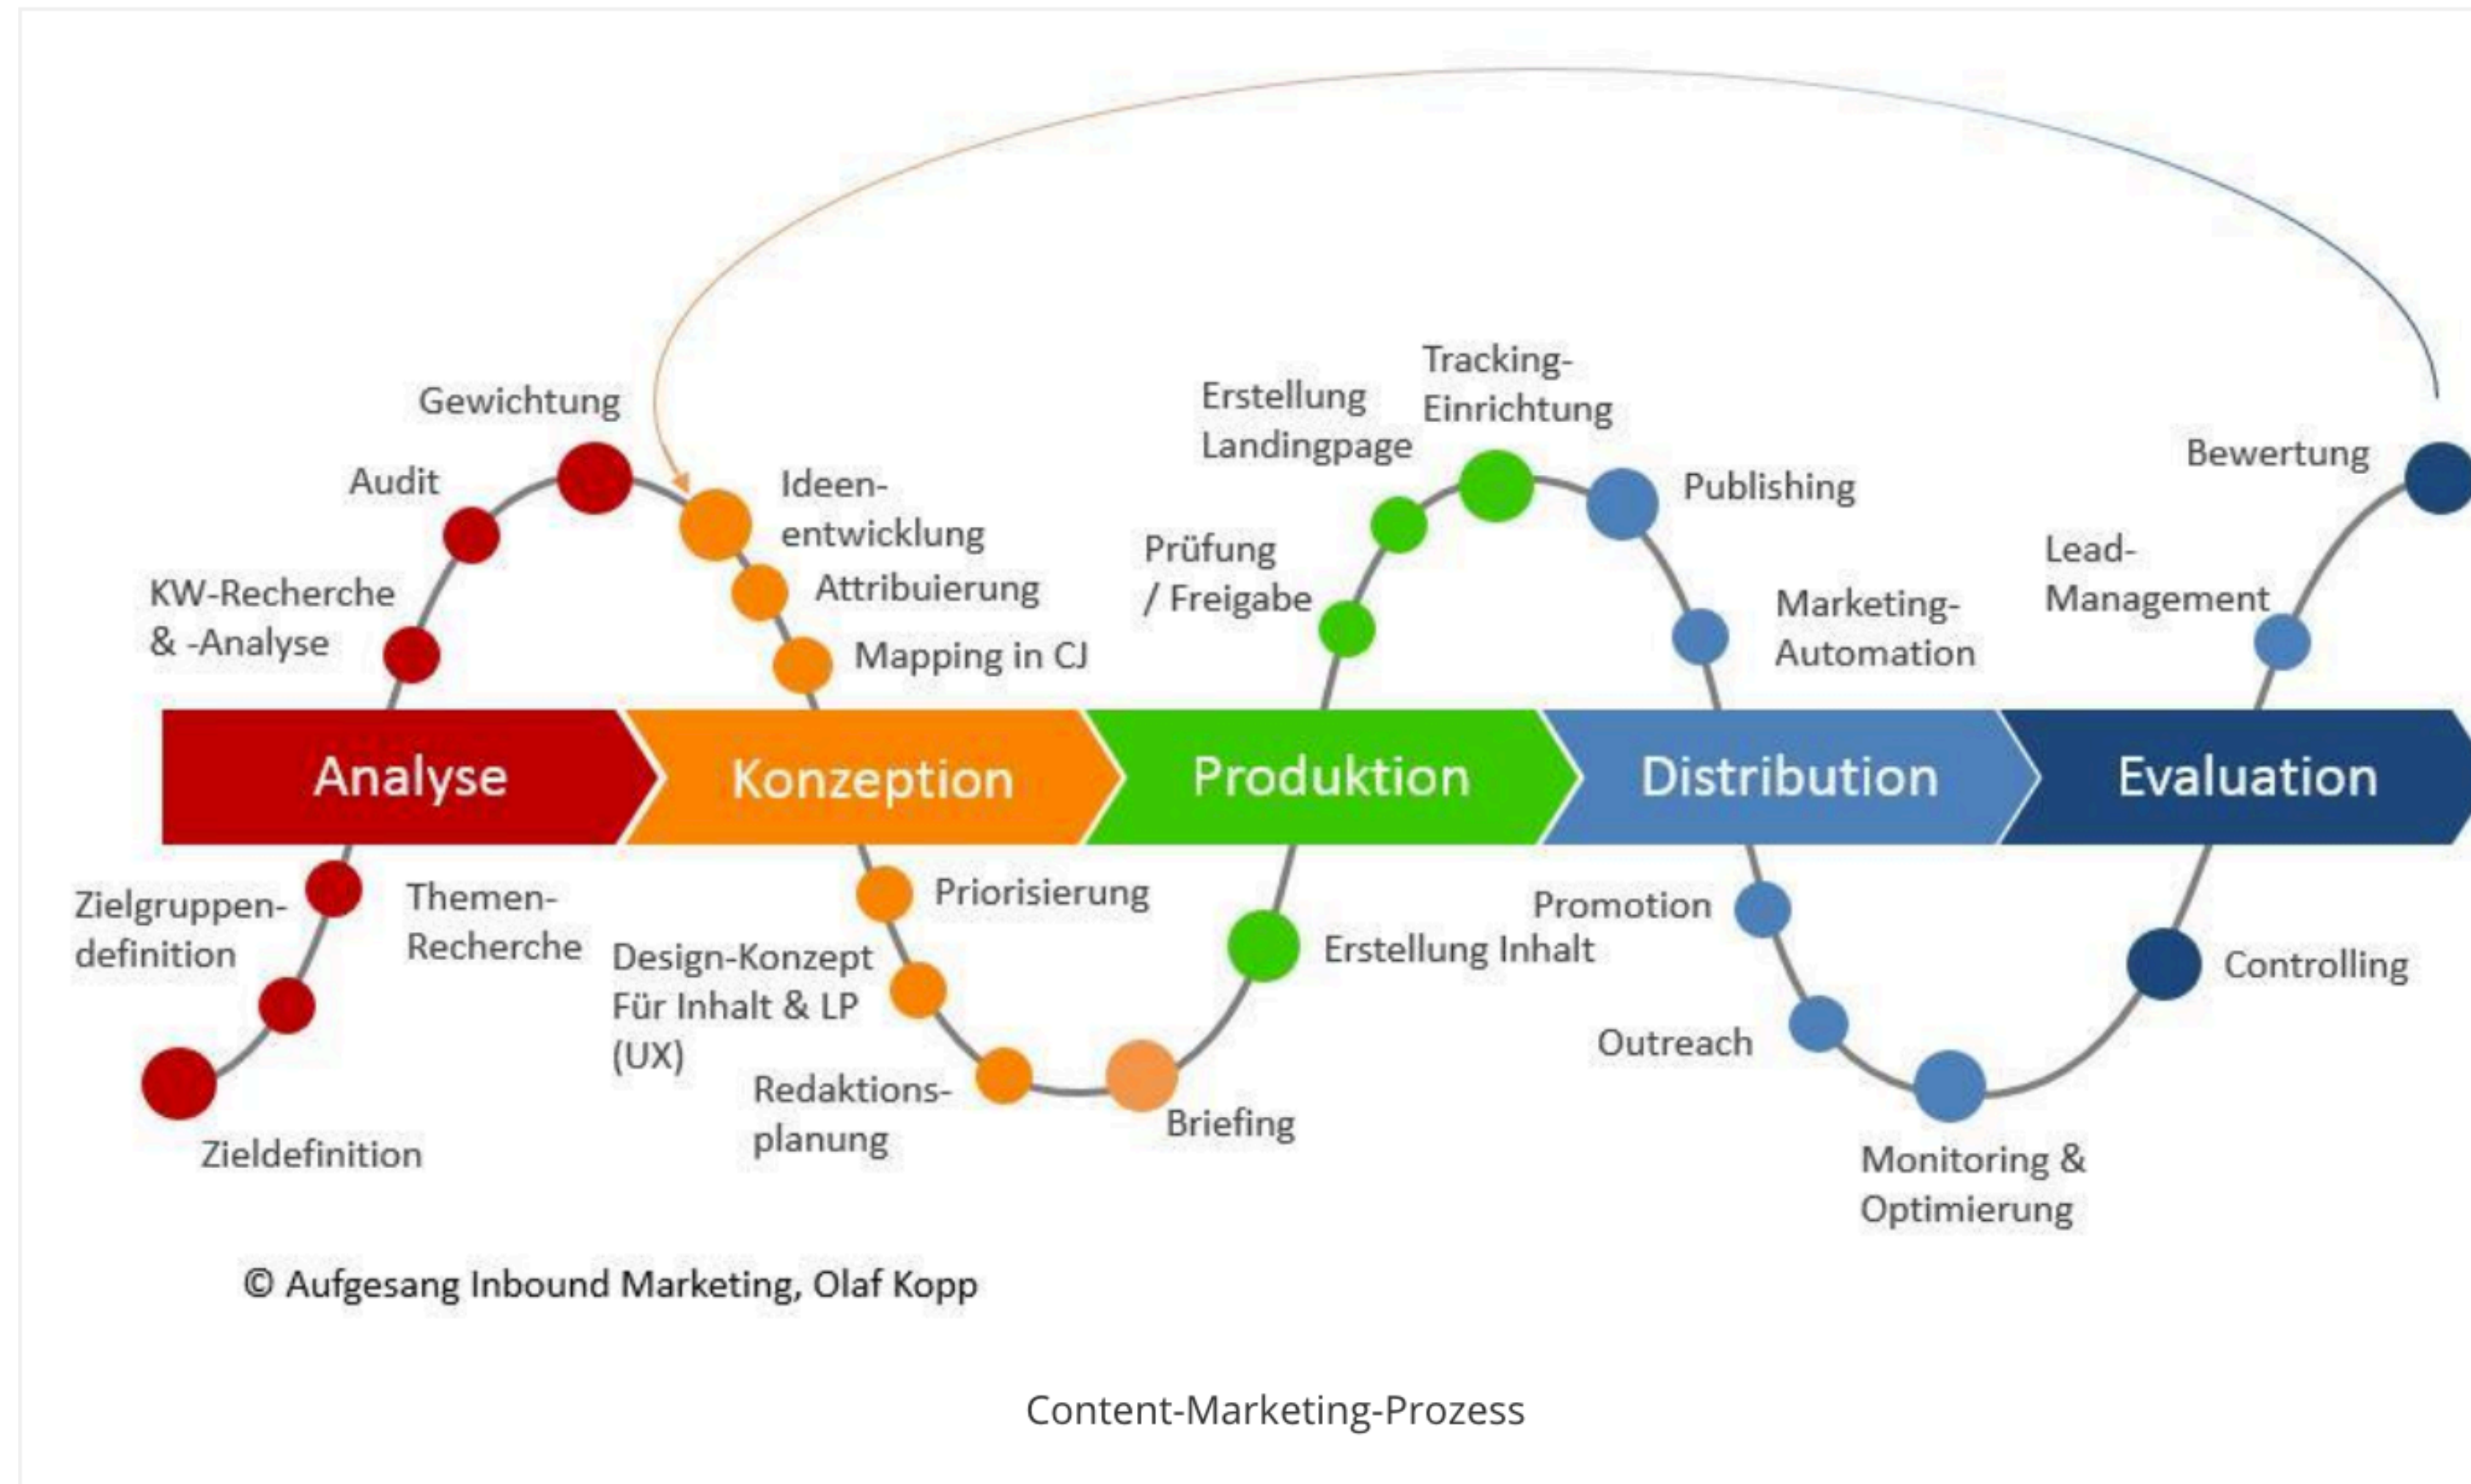 Zieldefinition
Zielgruppen-
definition
Themen-
Recherche
KW-Recherche
& -Analyse
Audit
Gewichtung
Ideen-
entwicklung
Attribuierung
Mapping in CJ
Analyse
Konzeption
Produktion
Distribution
Evaluation
Priorisierung
Design-Konzept
Für Inhalt & LP
(UX)
Redaktions-
planung
Briefing
Erstellung Inhalt
Prüfung
/ Freigabe
Erstellung
Landingpage
Tracking-
Einrichtung
Publishing
Marketing-
Automation
Promotion
Outreach
Monitoring &
Optimierung
Controlling
Lead-
Management
Bewertung
© Aufgesang Inbound Marketing, Olaf Kopp
Content-Marketing-Prozess